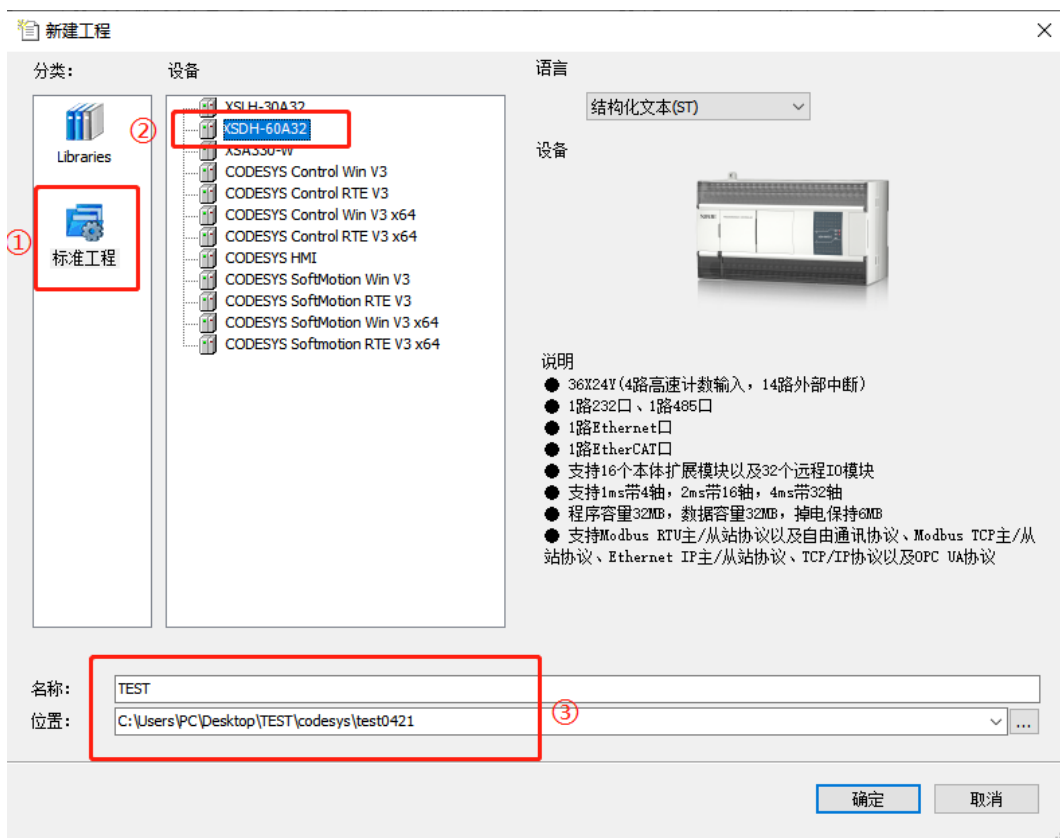 新建工程
分类:
设备
语言
Libraries
①
标准工程
②
XSLH-30A32
XSDH-60A32
XSA330-W
CODESYS Control Win V3
CODESYS Control RTE V3
CODESYS Control Win V3 x64
CODESYS Control RTE V3 x64
CODESYS HMI
CODESYS SoftMotion Win V3
CODESYS SoftMotion RTE V3
CODESYS SoftMotion Win V3 x64
CODESYS Softmotion RTE V3 x64
结构化文本(ST)
设备
说明
● 36X24Y(4路高速计数输入，14路外部中断)
● 1路232口、1路485口
● 1路Ethernet口
● 1路EtherCAT口
● 支持16个本体扩展模块以及32个远程IO模块
● 支持1ms带4轴，2ms带16轴，4ms带32轴
● 程序容量32MB，数据容量32MB，掉电保持6MB
● 支持Modbus RTU主/从站协议以及自由通讯协议、Modbus TCP主/从
站协议、Ethernet IP主/从站协议、TCP/IP协议以及OPC UA协议
名称:
TEST
位置:
C:\Users\PC\Desktop\TEST\codesys\test0421
...
③
确定
取消